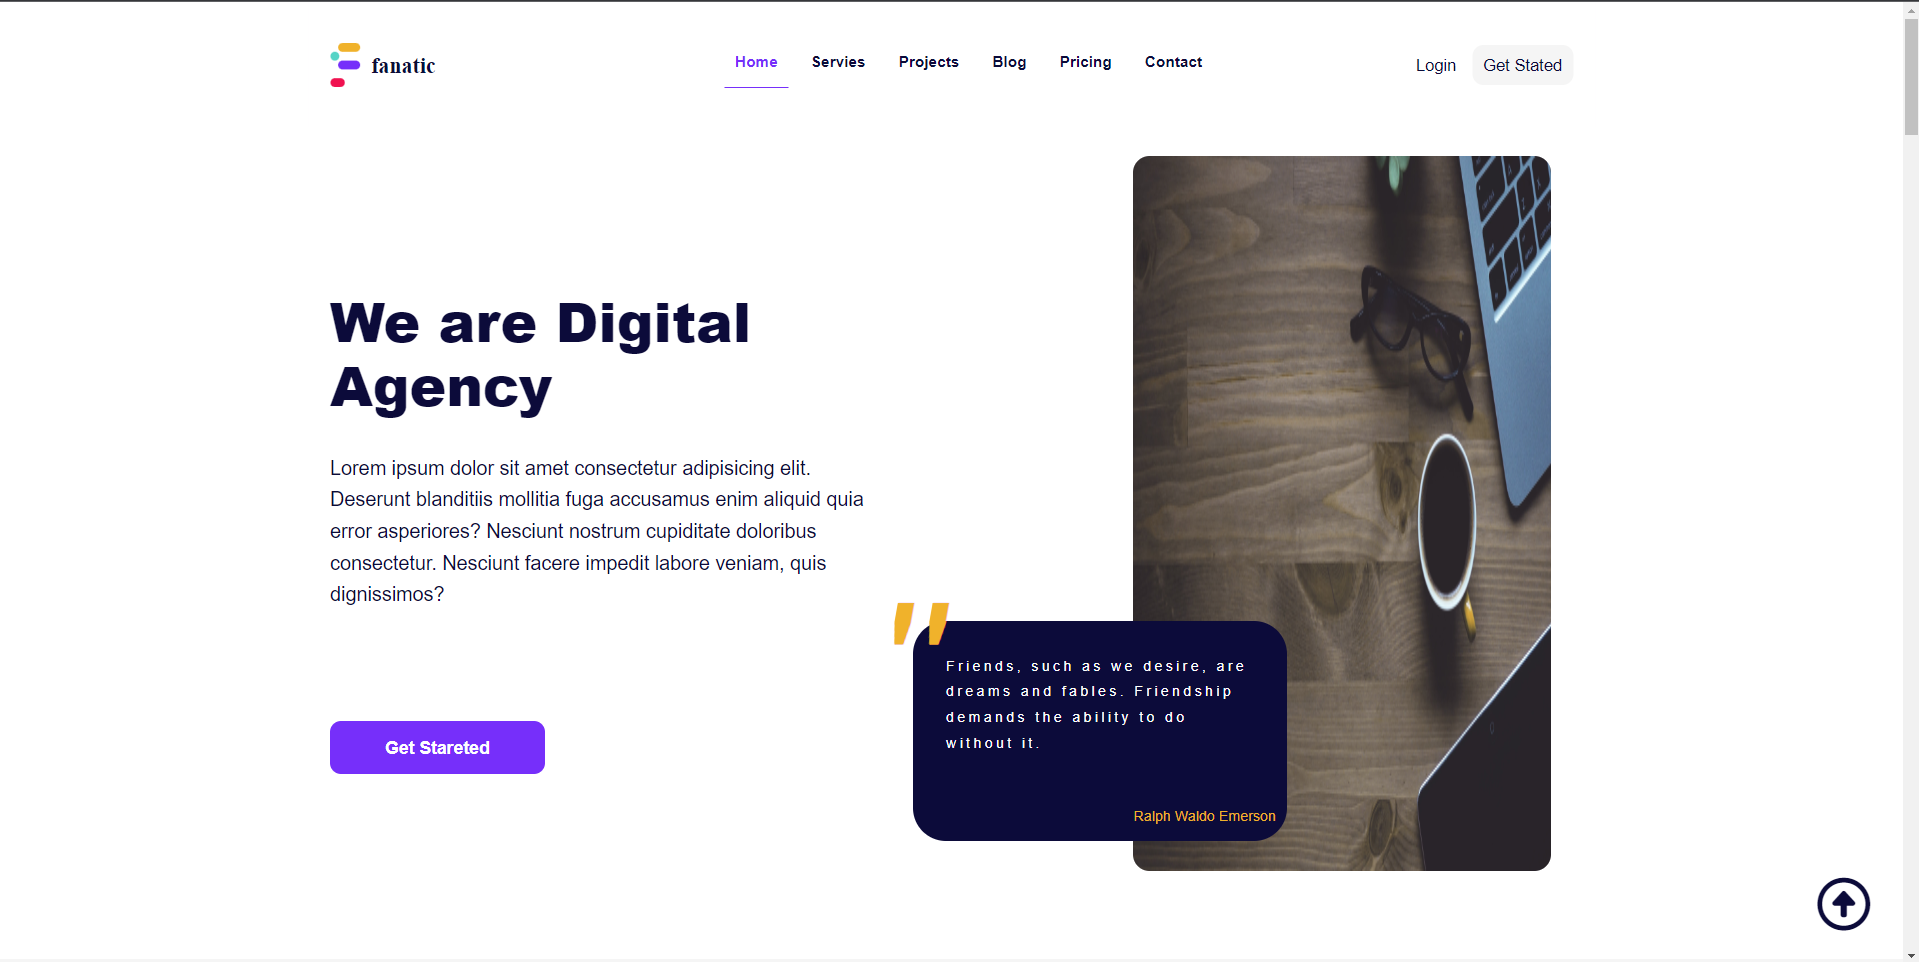 fanatic
Home Servies Projects Blog Pricing Contact
Login Get Stated
We are Digital
Agency
Lorem ipsum dolor sit amet consectetur adipisicing elit.
Deserunt blanditiis mollitia fuga accusamus enim aliquid quia
error asperiores? Nesciunt nostrum cupiditate doloribus
consectetur. Nesciunt facere impedit labore veniam, quis
dignissimos?
Get Stareted
"
Friends, such as we desire, are
dreams and fables. Friendship
demands the ability to do
without it.
Ralph Waldo Emerson